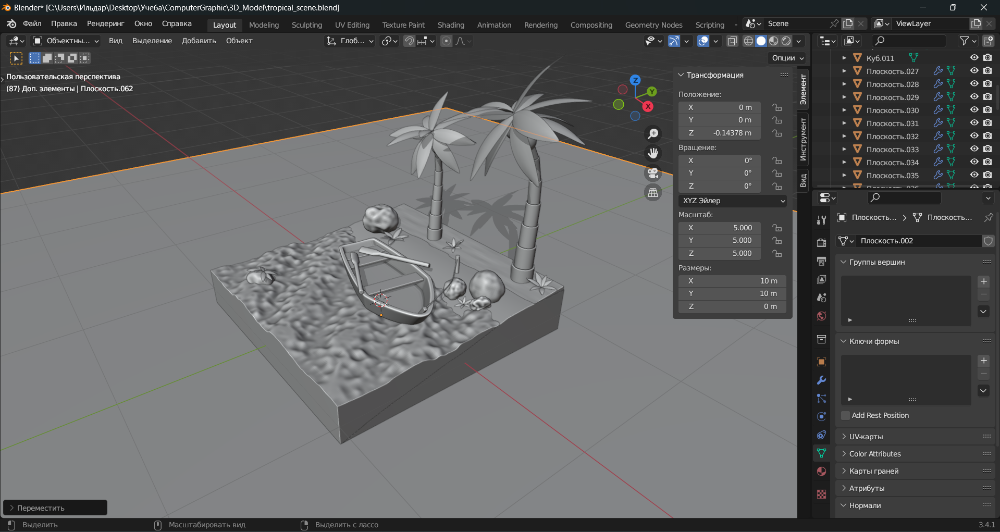 Blender* [C:\Users\Ильдар\Desktop\Учеба\ComputerGraphic\3D_Model\tropical_scene.blend]
Файл Правка Рендеринг Окно Справка Layout Modeling Sculpting UV Editing Texture Paint Shading Animation Rendering Compositing Geometry Nodes Scripting Scene ViewLayer
Объектны... Вид Выделение Добавить Объект Глоб...
Опции
Пользовательская перспектива
(87) Доп. элементы | Плоскость.062
Z
Y
X
Трансформация
Положение:
X 0 m
Y 0 m
Z -0.14378 m
Вращение:
X 0°
Y 0°
Z 0°
XYZ Эйлер
Масштаб:
X 5.000
Y 5.000
Z 5.000
Размеры:
X 10 m
Y 10 m
Z 0 m
Элемент
Инструмент
Вид
Куб.011
Плоскость.027
Плоскость.028
Плоскость.029
Плоскость.030
Плоскость.031
Плоскость.032
Плоскость.033
Плоскость.034
Плоскость.035
Плоскость.036
Плоскость... Плоскость...
Плоскость.002
Группы вершин
Ключи формы
Add Rest Position
UV-карты
Color Attributes
Карты граней
Атрибуты
Нормали
Переместить
Выделить Масштабировать вид Выделить с лассо 3.4.1